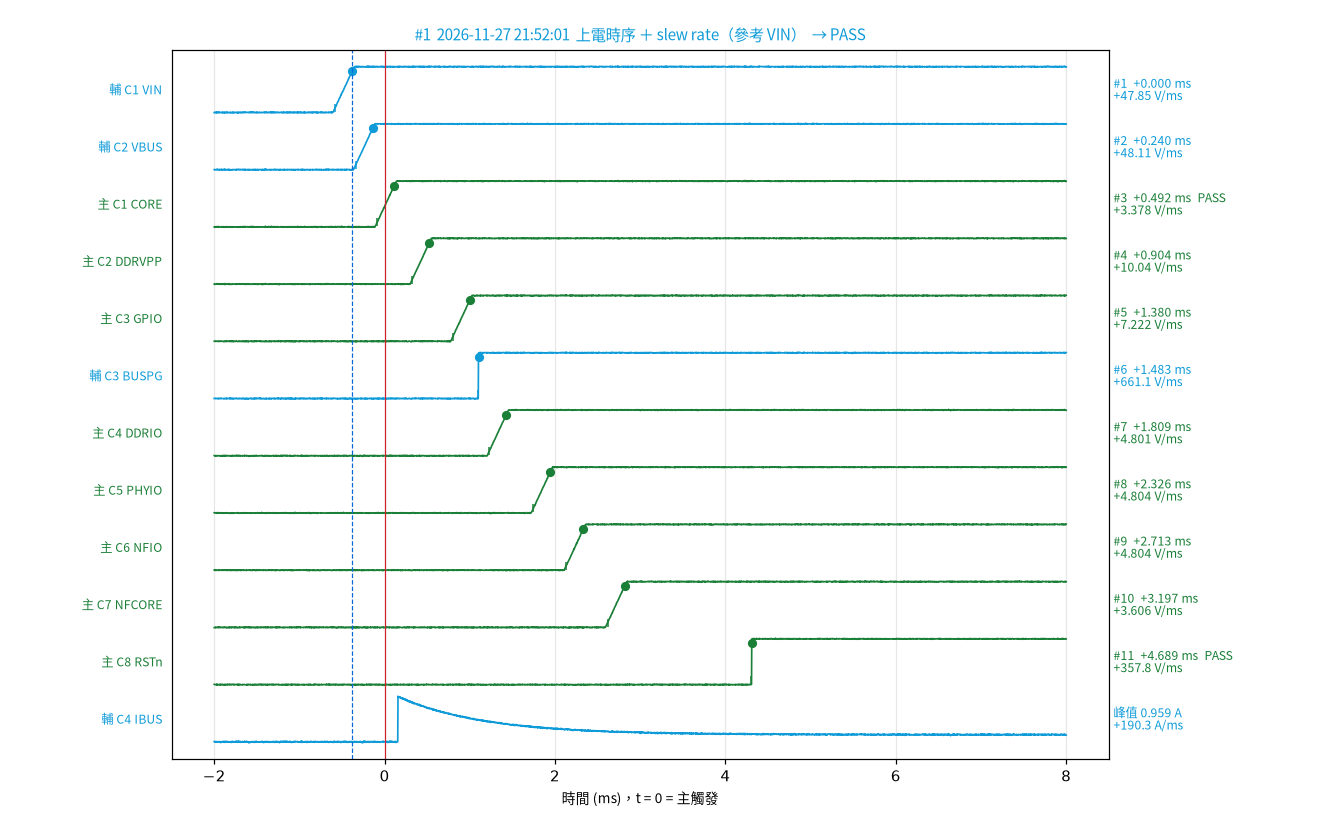 #1 2026-11-27 21:52:01 上電時序 ＋ slew rate（參考 VIN） → PASS
輔 C1 VIN
#1 +0.000 ms
+47.85 V/ms
輔 C2 VBUS
#2 +0.240 ms
+48.11 V/ms
主 C1 CORE
#3 +0.492 ms PASS
+3.378 V/ms
主 C2 DDRVPP
#4 +0.904 ms
+10.04 V/ms
主 C3 GPIO
#5 +1.380 ms
+7.222 V/ms
輔 C3 BUSPG
#6 +1.483 ms
+661.1 V/ms
主 C4 DDRIO
#7 +1.809 ms
+4.801 V/ms
主 C5 PHYIO
#8 +2.326 ms
+4.804 V/ms
主 C6 NFIO
#9 +2.713 ms
+4.804 V/ms
主 C7 NFCORE
#10 +3.197 ms
+3.606 V/ms
主 C8 RSTn
#11 +4.689 ms PASS
+357.8 V/ms
輔 C4 IBUS
峰值 0.959 A
+190.3 A/ms
−2 0 2 4 6 8
時間 (ms)，t = 0 = 主觸發